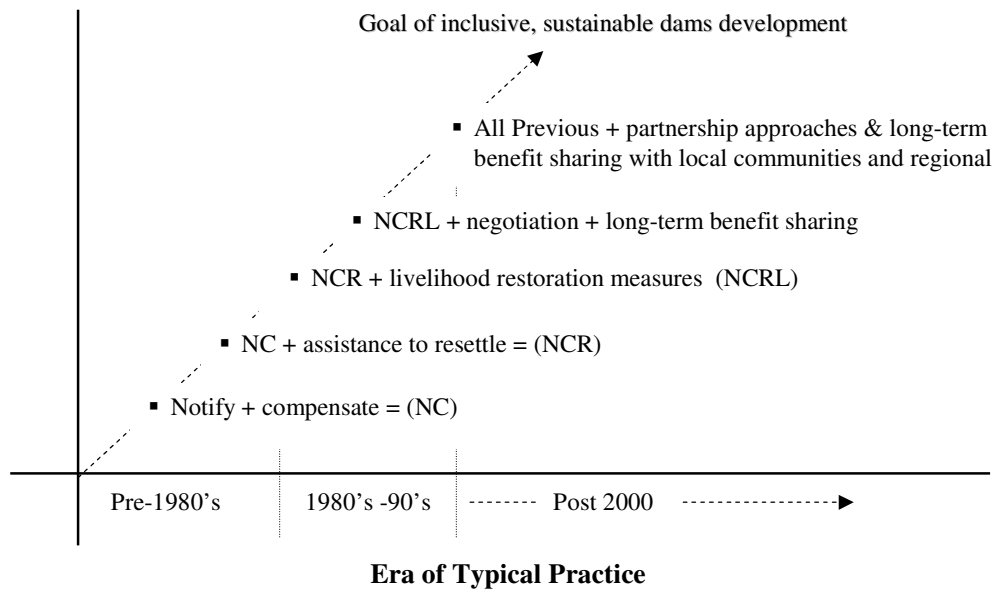 Goal of inclusive, sustainable dams development
▪ All Previous + partnership approaches & long-term
benefit sharing with local communities and regional
▪ NCRL + negotiation + long-term benefit sharing
▪ NCR + livelihood restoration measures (NCRL)
▪ NC + assistance to resettle = (NCR)
▪ Notify + compensate = (NC)
Pre-1980’s
1980’s -90’s
Post 2000
Era of Typical Practice